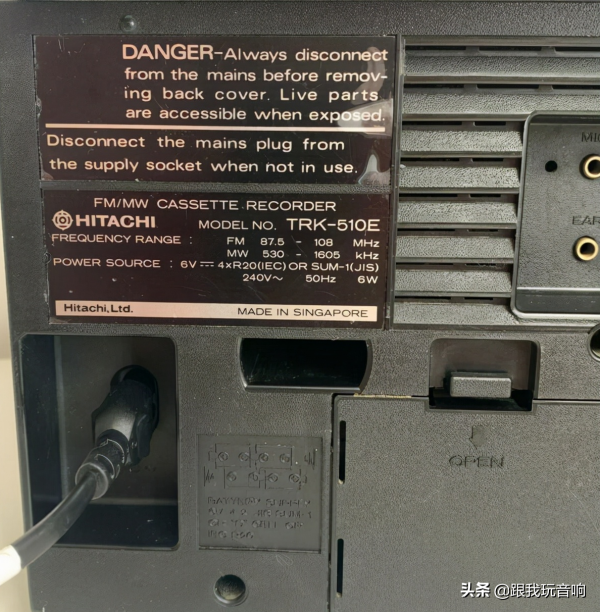 DANGER-Always disconnect
from the mains before remov-
ing back cover. Live parts
are accessible when exposed.
Disconnect the mains plug from
the supply socket when not in use.
FM/MW CASSETTE RECORDER
HITACHI MODEL NO. TRK-510E
FREQUENCY RANGE : FM 87.5 - 108 MHz
MW 530 - 1605 kHz
POWER SOURCE : 6V⎓ 4xR20(IEC) OR SUM-1(JIS)
240V~ 50Hz 6W
Hitachi,Ltd. MADE IN SINGAPORE
OPEN
头条 @跟我玩音响